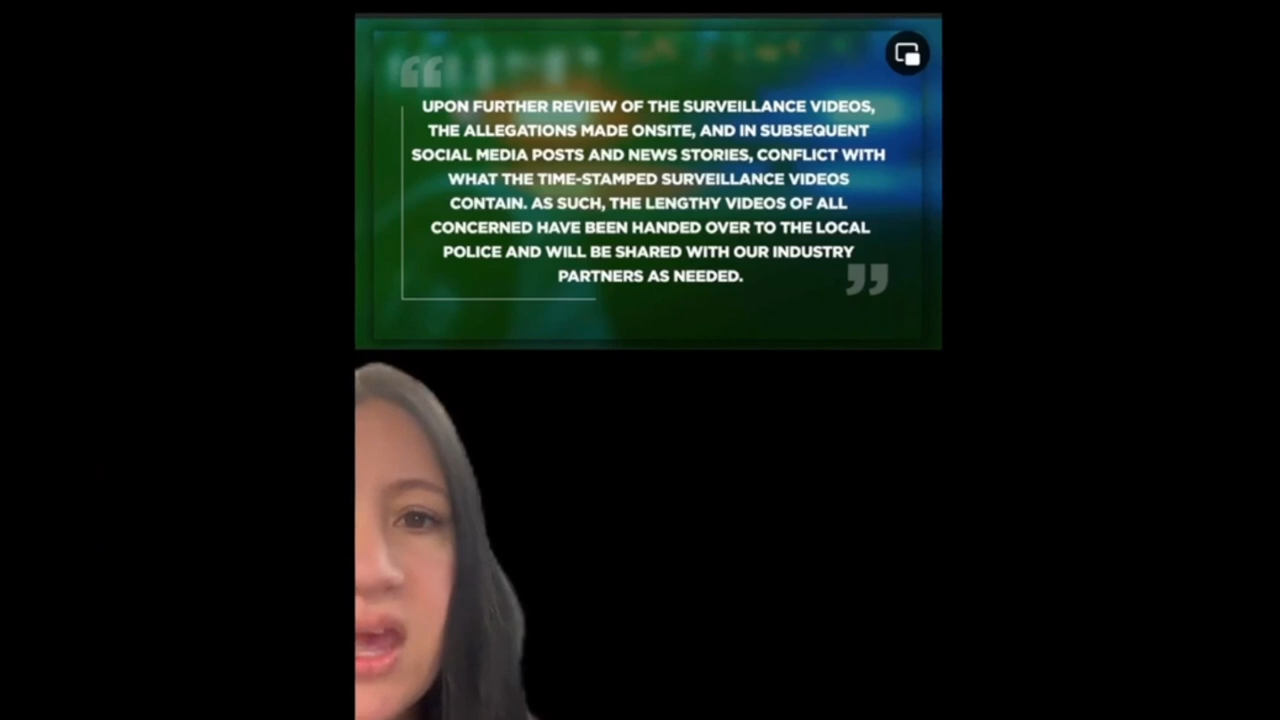 UPON FURTHER REVIEW OF THE SURVEILLANCE VIDEOS,
THE ALLEGATIONS MADE ONSITE, AND IN SUBSEQUENT
SOCIAL MEDIA POSTS AND NEWS STORIES, CONFLICT WITH
WHAT THE TIME-STAMPED SURVEILLANCE VIDEOS
CONTAIN. AS SUCH, THE LENGTHY VIDEOS OF ALL
CONCERNED HAVE BEEN HANDED OVER TO THE LOCAL
POLICE AND WILL BE SHARED WITH OUR INDUSTRY
PARTNERS AS NEEDED.